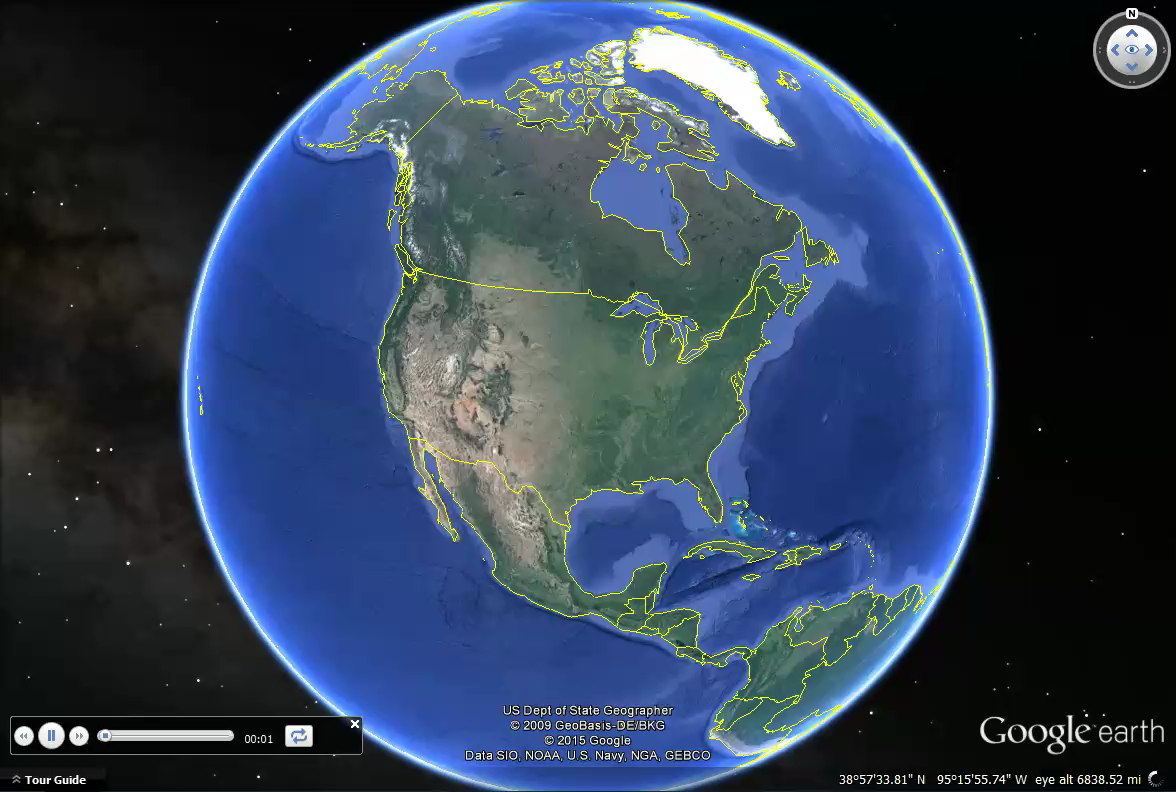 N
US Dept of State Geographer
© 2009 GeoBasis-DE/BKG
© 2015 Google
Data SIO, NOAA, U.S. Navy, NGA, GEBCO
00:01
Google earth
Tour Guide
38°57'33.81" N 95°15'55.74" W eye alt 6838.52 mi